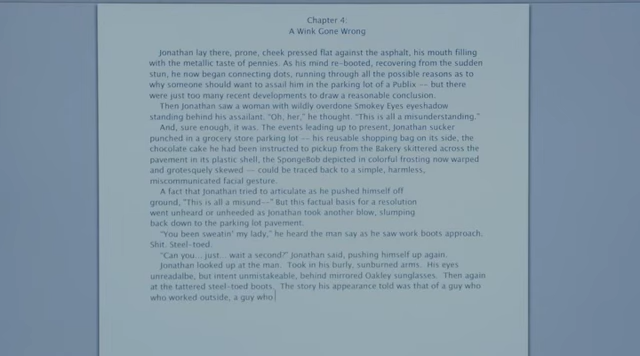 Chapter 4:
A Wink Gone Wrong
Jonathan lay there, prone, cheek pressed flat against the asphalt, his mouth filling
with the metallic taste of pennies. As his mind re-booted, recovering from the sudden
stun, he now began connecting dots, running through all the possible reasons as to
why someone should want to assail him in the parking lot of a Publix -- but there
were just too many recent developments to draw a reasonable conclusion.
Then Jonathan saw a woman with wildly overdone Smokey Eyes eyeshadow
standing behind his assailant. "Oh, her," he thought. "This is all a misunderstanding."
And, sure enough, it was. The events leading up to present, Jonathan sucker
punched in a grocery store parking lot -- his reusable shopping bag on its side, the
chocolate cake he had been instructed to pickup from the Bakery skittered across the
pavement in its plastic shell, the SpongeBob depicted in colorful frosting now warped
and grotesquely skewed -- could be traced back to a simple, harmless,
miscommunicated facial gesture.
A fact that Jonathan tried to articulate as he pushed himself off
ground, "This is all a misund—" But this factual basis for a resolution
went unheard or unheeded as Jonathan took another blow, slumping
back down to the parking lot pavement.
"You been sweatin' my lady," he heard the man say as he saw work boots approach.
Shit. Steel-toed.
"Can you... just... wait a second?" Jonathan said, pushing himself up again.
Jonathan looked up at the man. Took in his burly, sunburned arms. His eyes
unreadalbe, but intent unmistakeable, behind mirrored Oakley sunglasses. Then again
at the tattered steel-toed boots. The story his appearance told was that of a guy who
who worked outside, a guy who